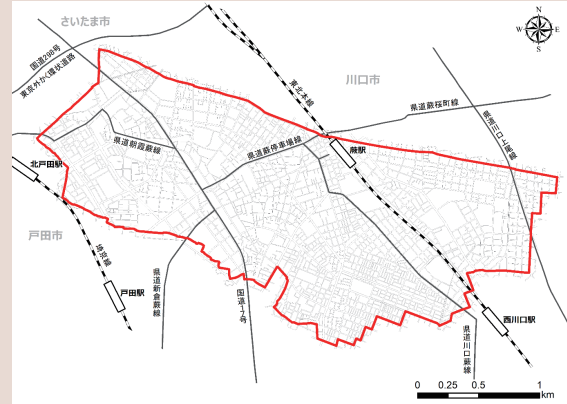 さいたま市
N
W
E
S
国道298号
東京外かく環状道路
東北本線
川口市
県道蕨桜町線
県道川口上尾線
県道朝霞蕨線
県道蕨停車場線
蕨駅
北戸田駅
戸田市
埼京線
戸田駅
県道新倉蕨線
国道17号
西川口駅
県道川口蕨線
0 0.25 0.5 1
km